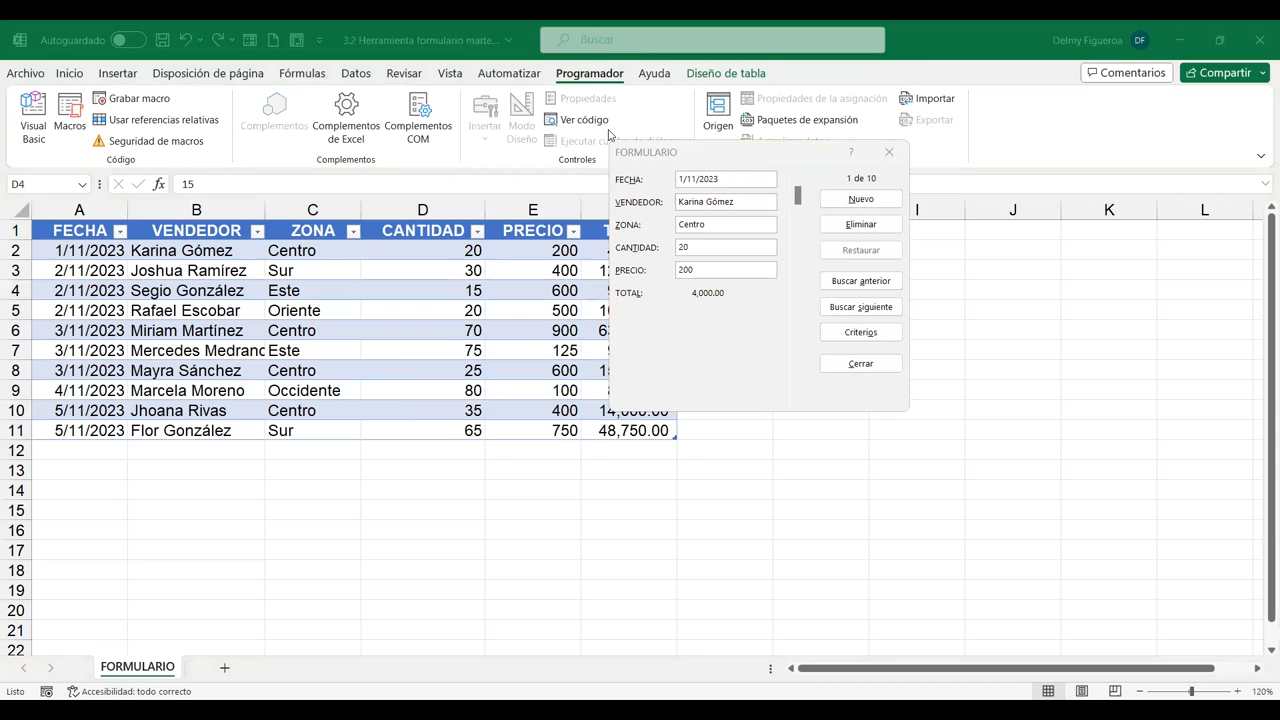 Autoguardado 3.2 Herramienta formulario marte... Buscar Delmy Figueroa DF
Archivo Inicio Insertar Disposición de página Fórmulas Datos Revisar Vista Automatizar Programador Ayuda Diseño de tabla Comentarios Compartir
Visual Basic
Macros
Grabar macro
Usar referencias relativas
Seguridad de macros
Código
Complementos
Complementos de Excel
Complementos COM
Complementos
Insertar
Modo Diseño
Propiedades
Ver código
Controles
Origen
Propiedades de la asignación
Paquetes de expansión
Importar
Exportar
D4 fx 15
A B C D E I J K L
1 FECHA VENDEDOR ZONA CANTIDAD PRECIO
2 1/11/2023 Karina Gómez Centro 20 200
3 2/11/2023 Joshua Ramírez Sur 30 400
4 2/11/2023 Segio González Este 15 600
5 2/11/2023 Rafael Escobar Oriente 20 500
6 3/11/2023 Miriam Martínez Centro 70 900
7 3/11/2023 Mercedes Medrano Este 75 125
8 3/11/2023 Mayra Sánchez Centro 25 600
9 4/11/2023 Marcela Moreno Occidente 80 100
10 5/11/2023 Jhoana Rivas Centro 35 400 14,000.00
11 5/11/2023 Flor González Sur 65 750 48,750.00
12
13
14
15
16
17
18
19
20
21
22
FORMULARIO ?
FECHA: 1/11/2023
VENDEDOR: Karina Gómez
ZONA: Centro
CANTIDAD: 20
PRECIO: 200
TOTAL: 4,000.00
1 de 10
Nuevo
Eliminar
Restaurar
Buscar anterior
Buscar siguiente
Criterios
Cerrar
FORMULARIO
Listo Accesibilidad: todo correcto 120%